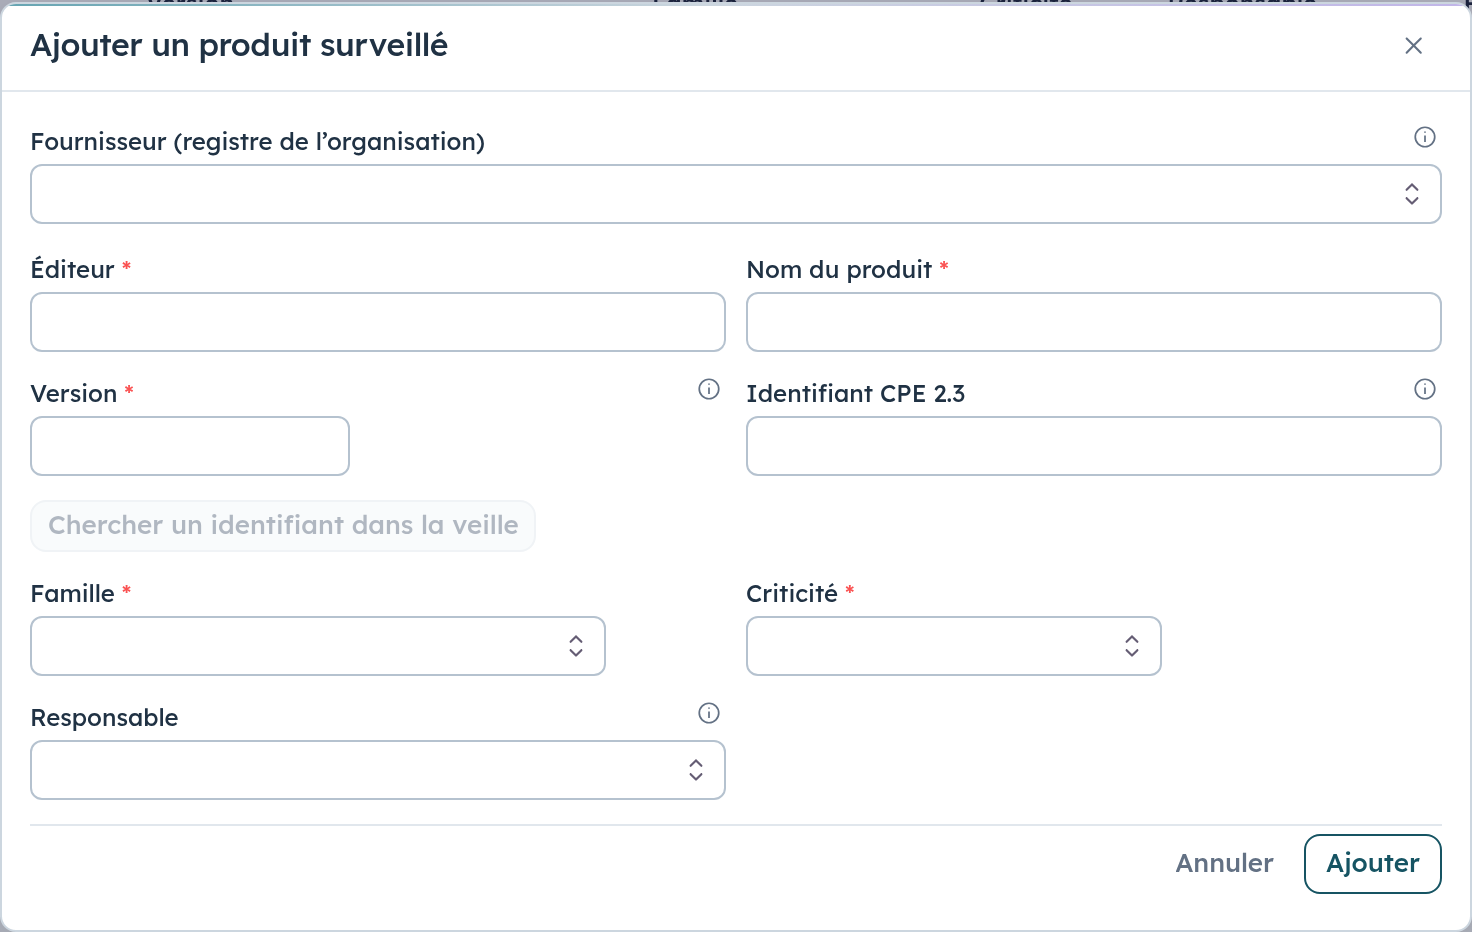 Ajouter un produit surveillé
Fournisseur (registre de l’organisation)
Éditeur *
Nom du produit *
Version *
Identifiant CPE 2.3
Chercher un identifiant dans la veille
Famille *
Criticité *
Responsable
Annuler
Ajouter